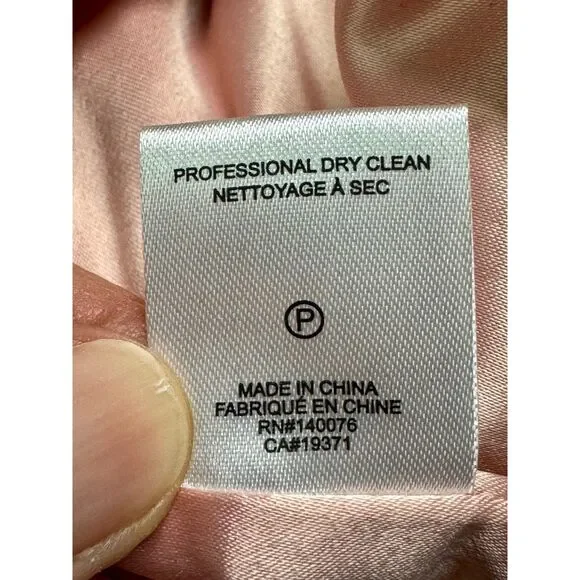 PROFESSIONAL DRY CLEAN
NETTOYAGE À SEC
P
MADE IN CHINA
FABRIQUÉ EN CHINE
RN#140076
CA#19371